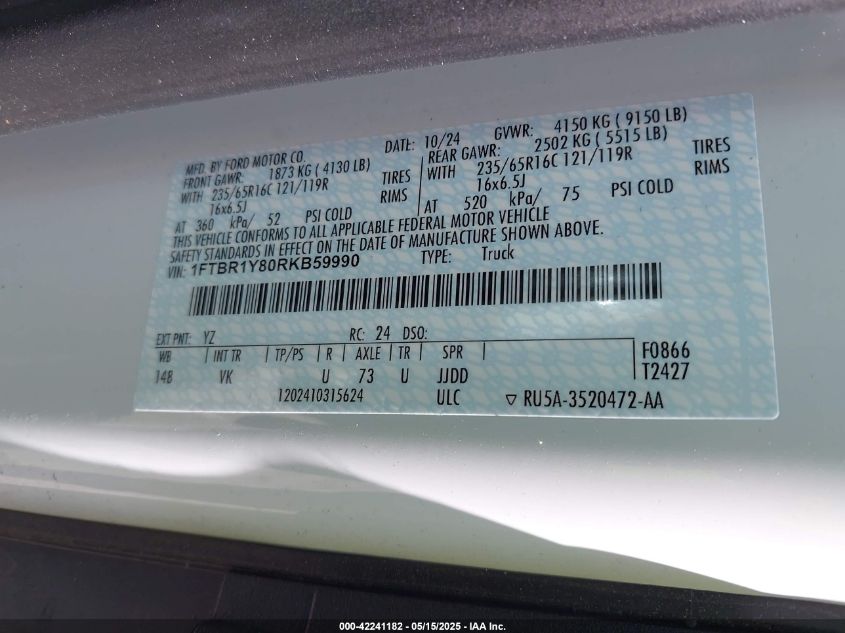 MFD. BY FORD MOTOR CO. DATE: 10/24 GVWR: 4150 KG ( 9150 LB)
FRONT GAWR: 1873 KG ( 4130 LB) REAR GAWR: 2502 KG ( 5515 LB)
WITH 235/65R16C 121/119R TIRES WITH 235/65R16C 121/119R TIRES
16x6.5J RIMS 16x6.5J RIMS
AT 360 kPa/ 52 PSI COLD AT 520 kPa/ 75 PSI COLD
THIS VEHICLE CONFORMS TO ALL APPLICABLE FEDERAL MOTOR VEHICLE
SAFETY STANDARDS IN EFFECT ON THE DATE OF MANUFACTURE SHOWN ABOVE.
VIN: 1FTBR1Y80RKB59990 TYPE: Truck
EXT PNT: YZ RC: 24 DSO:
WB INT TR TP/PS R AXLE TR SPR F0866
148 VK U 73 U JJDD T2427
1202410315624 ULC ▽ RU5A-3520472-AA
000-42241182 - 05/15/2025 - IAA Inc.